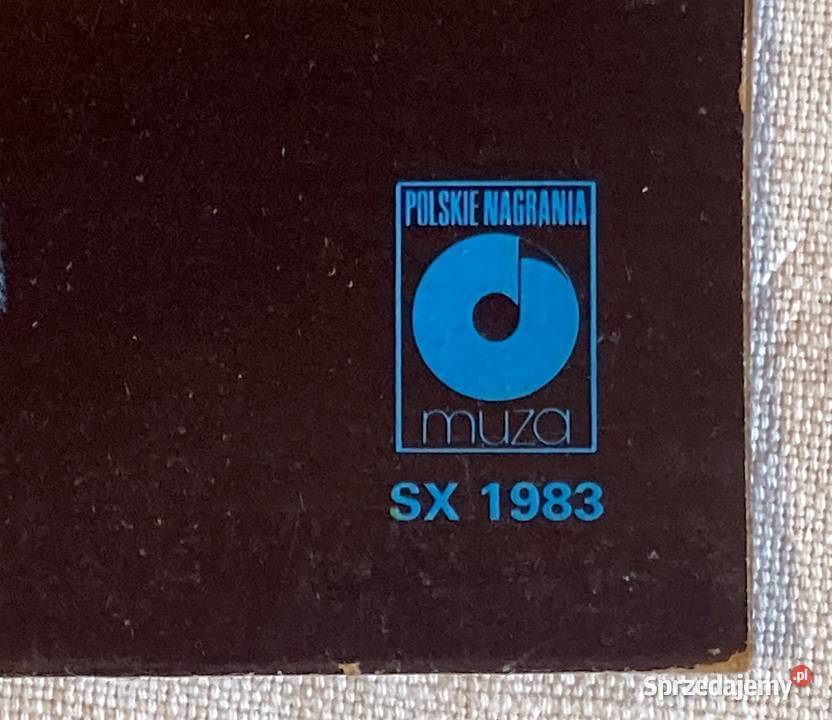 POLSKIE NAGRANIA
muza
SX 1983
Sprzedajemy.pl